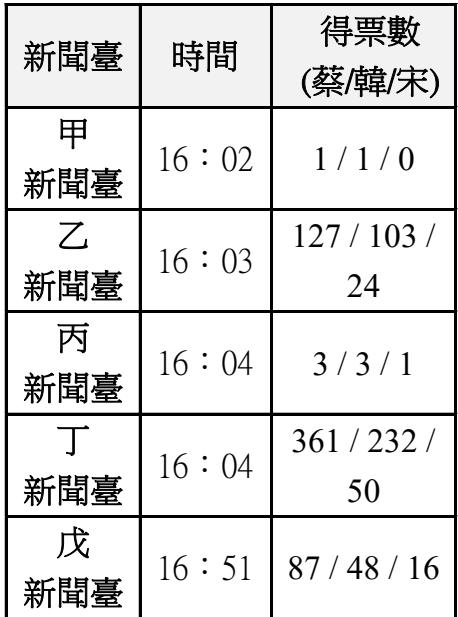 新聞臺 時間 得票數
(蔡/韓/宋)
甲
新聞臺 16：02 1 / 1 / 0
乙
新聞臺 16：03 127 / 103 /
24
丙
新聞臺 16：04 3 / 3 / 1
丁
新聞臺 16：04 361 / 232 /
50
戊
新聞臺 16：51 87 / 48 / 16